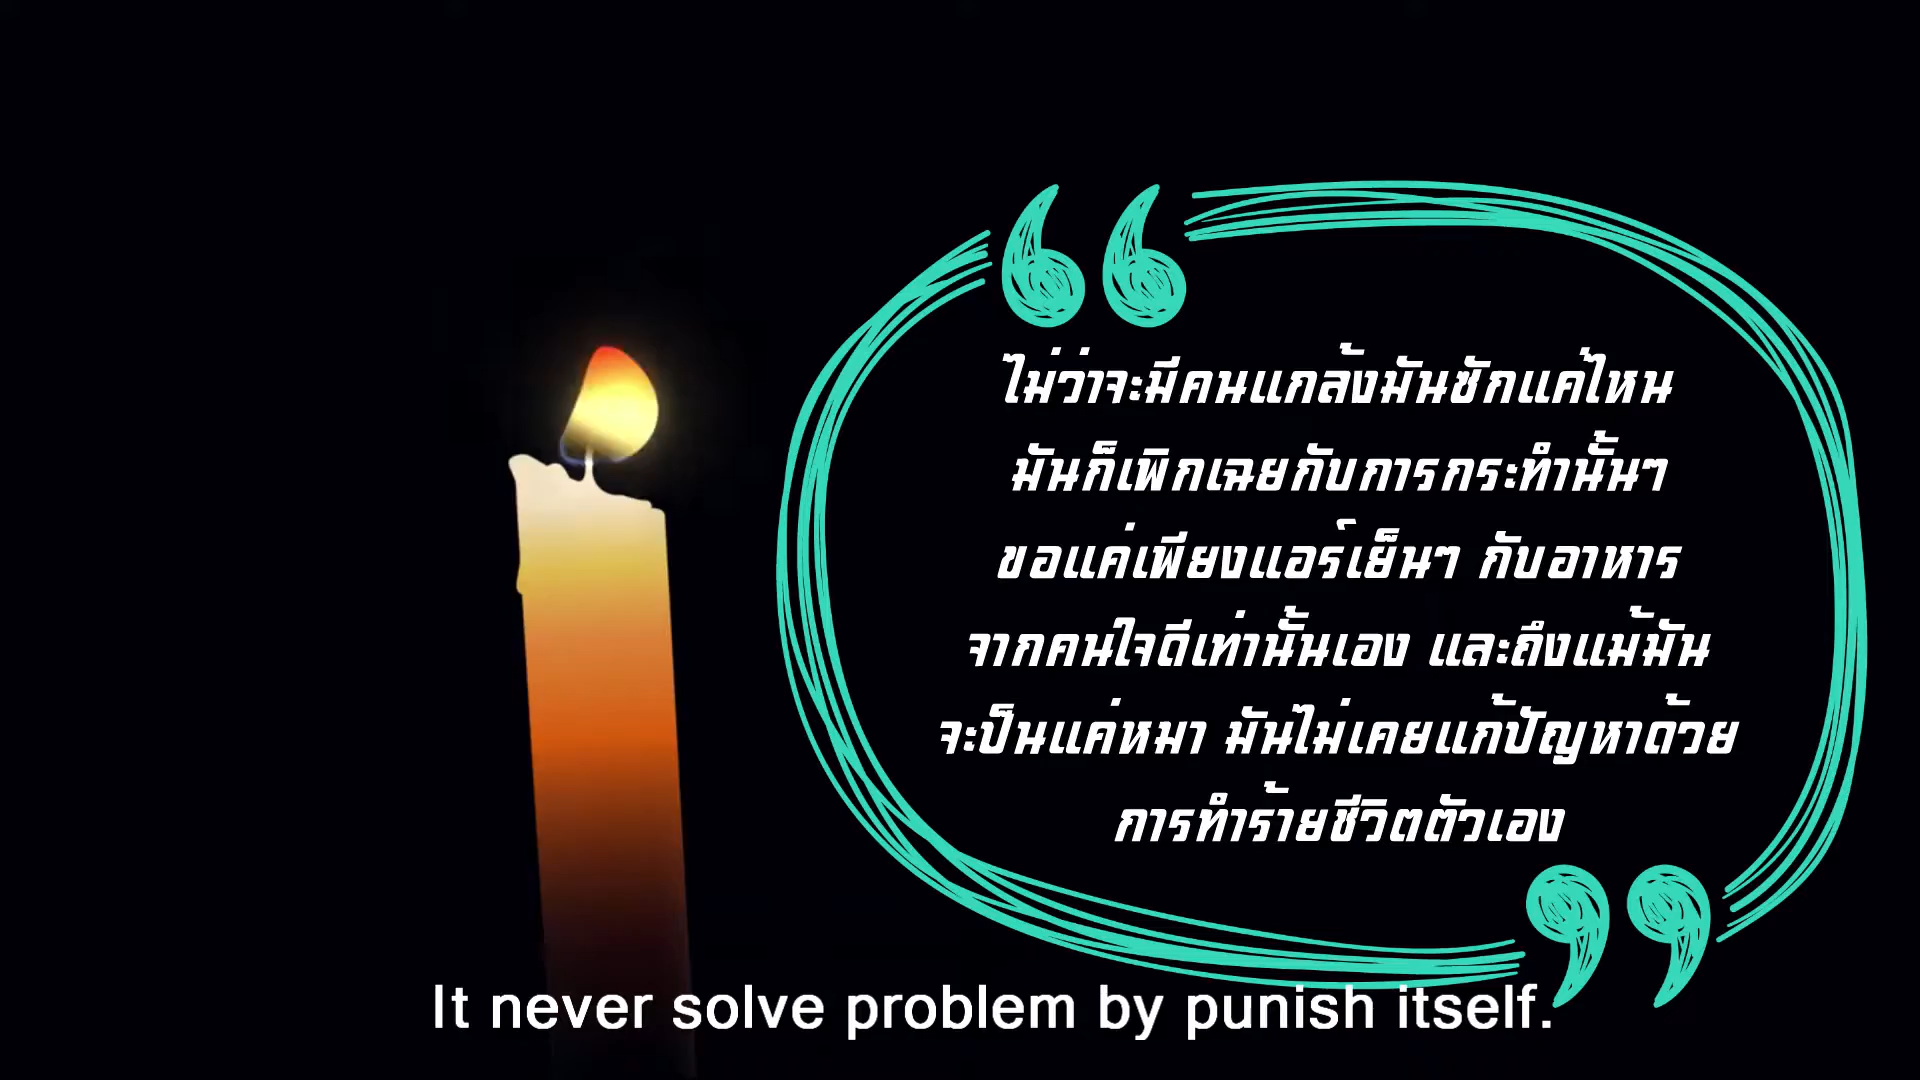 ไม่ว่าจะมีคนแกล้งมันซักแค่ไหน
มันก็เพิกเฉยกับการกระทำนั้นๆ
ขอแค่เพียงแอร์เย็นๆ กับอาหาร
จากคนใจดีเท่านั้นเอง และถึงแม้มัน
จะป็นแค่หมา มันไม่เคยแก้ปัญหาด้วย
การทำร้ายชีวิตตัวเอง
It never solve problem by punish itself.